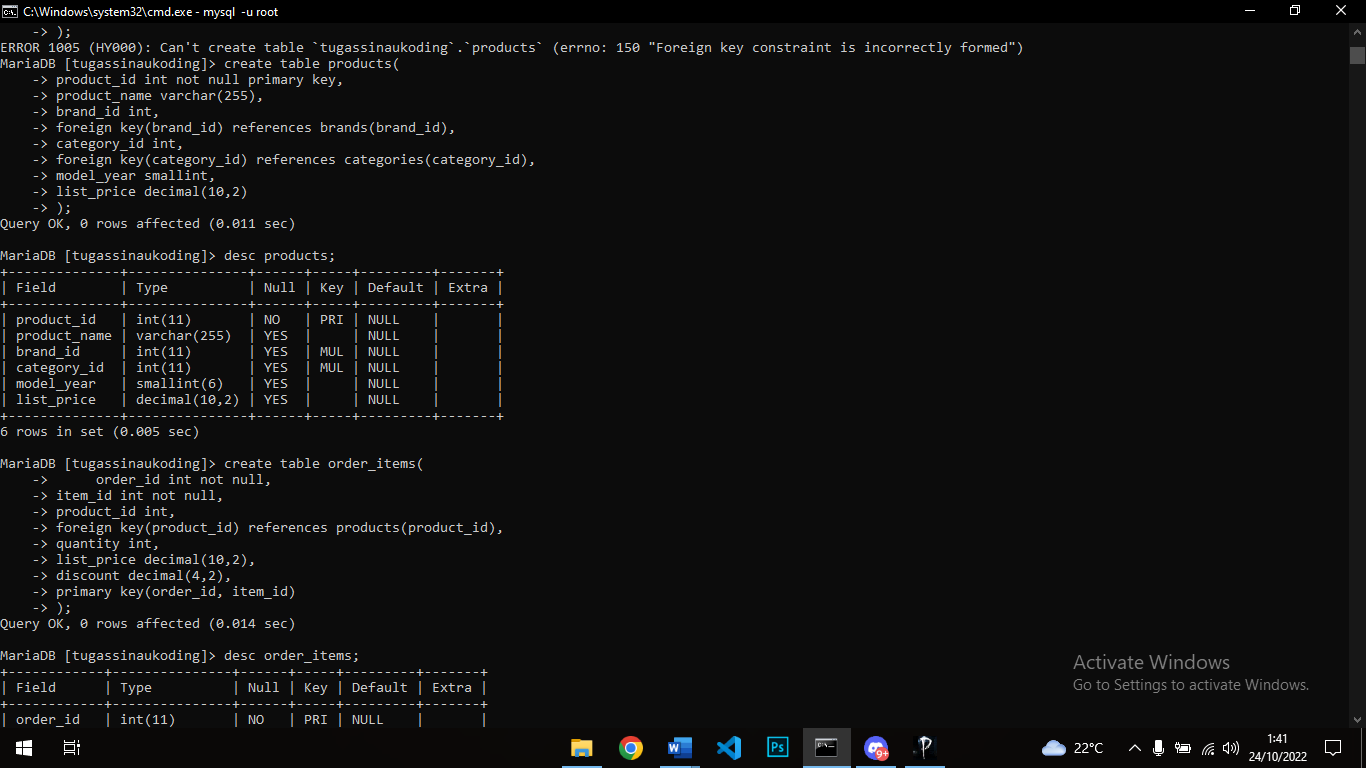 C:\Windows\system32\cmd.exe - mysql  -u root
    -> );
ERROR 1005 (HY000): Can't create table `tugassinaukoding`.`products` (errno: 150 "Foreign key constraint is incorrectly formed")
MariaDB [tugassinaukoding]> create table products(
    -> product_id int not null primary key,
    -> product_name varchar(255),
    -> brand_id int,
    -> foreign key(brand_id) references brands(brand_id),
    -> category_id int,
    -> foreign key(category_id) references categories(category_id),
    -> model_year smallint,
    -> list_price decimal(10,2)
    -> );
Query OK, 0 rows affected (0.011 sec)

MariaDB [tugassinaukoding]> desc products;
+--------------+---------------+------+-----+---------+-------+
| Field        | Type          | Null | Key | Default | Extra |
+--------------+---------------+------+-----+---------+-------+
| product_id   | int(11)       | NO   | PRI | NULL    |       |
| product_name | varchar(255)  | YES  |     | NULL    |       |
| brand_id     | int(11)       | YES  | MUL | NULL    |       |
| category_id  | int(11)       | YES  | MUL | NULL    |       |
| model_year   | smallint(6)   | YES  |     | NULL    |       |
| list_price   | decimal(10,2) | YES  |     | NULL    |       |
+--------------+---------------+------+-----+---------+-------+
6 rows in set (0.005 sec)

MariaDB [tugassinaukoding]> create table order_items(
    ->      order_id int not null,
    -> item_id int not null,
    -> product_id int,
    -> foreign key(product_id) references products(product_id),
    -> quantity int,
    -> list_price decimal(10,2),
    -> discount decimal(4,2),
    -> primary key(order_id, item_id)
    -> );
Query OK, 0 rows affected (0.014 sec)

MariaDB [tugassinaukoding]> desc order_items;
+------------+---------------+------+-----+---------+-------+
| Field      | Type          | Null | Key | Default | Extra |
+------------+---------------+------+-----+---------+-------+
| order_id   | int(11)       | NO   | PRI | NULL    |       |
Activate Windows
Go to Settings to activate Windows.
Ps
9+
22°C
1:41
24/10/2022